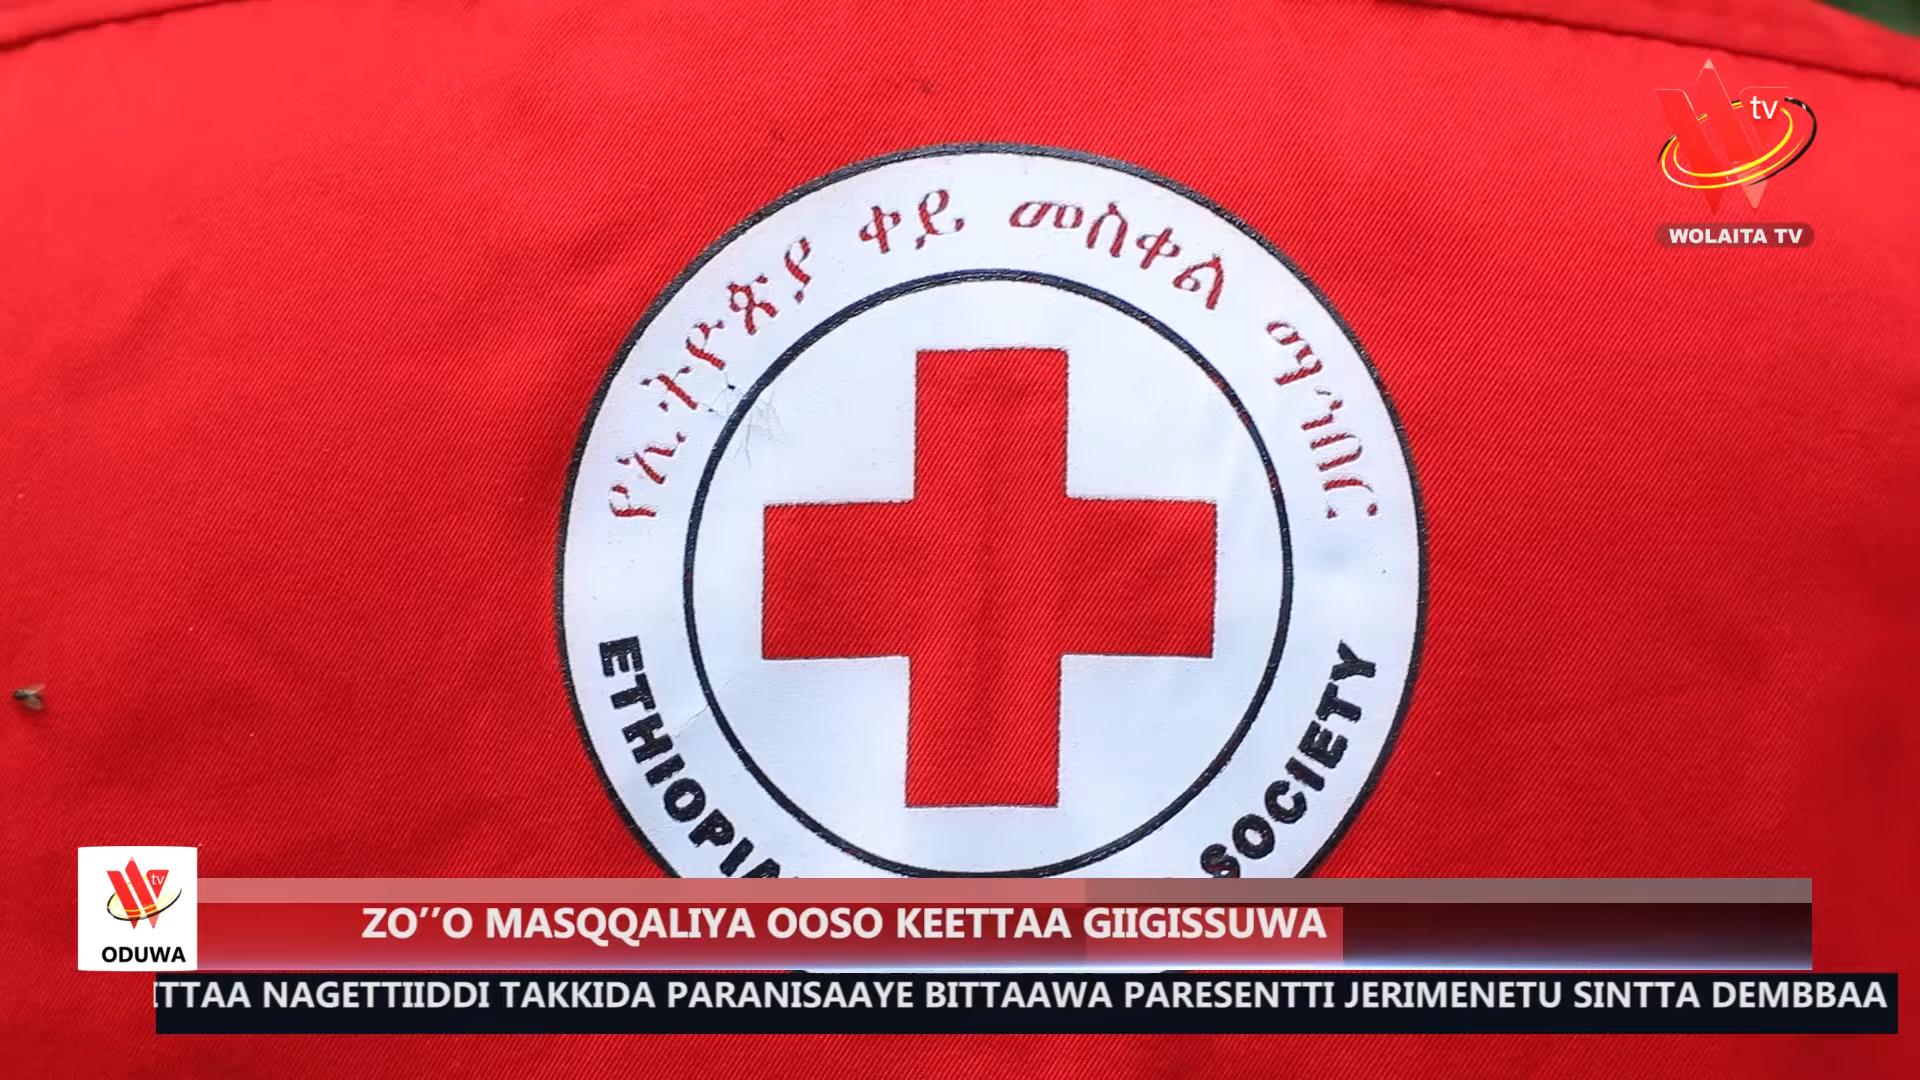 tv
WOLAITA TV
የኢትዮጵያ ቀይ መስቀል ማኅበር
ETHIOPIA
SOCIETY
tv
ODUWA
ZO’’O MASQQALIYA OOSO KEETTAA GIIGISSUWA
ITTAA NAGETTIIDDI TAKKIDA PARANISAAYE BITTAAWA PARESENTTI JERIMENETU SINTTA DEMBBAA